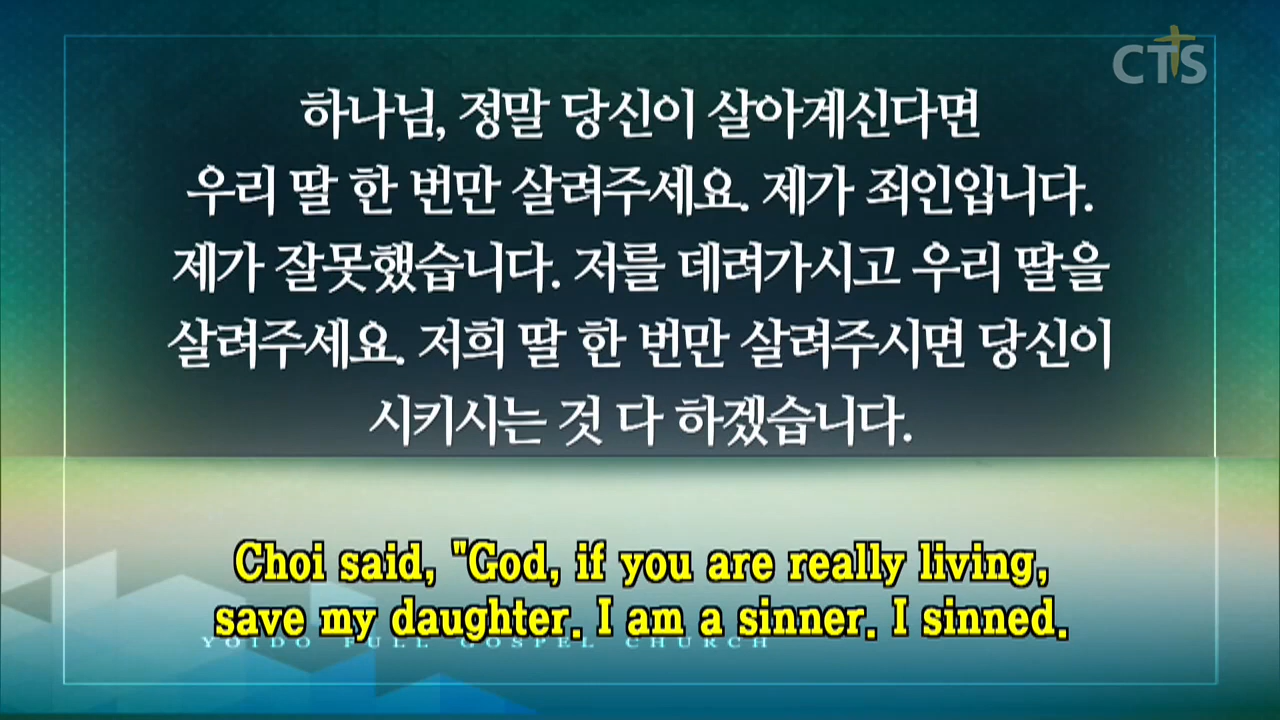 CTS
하나님, 정말 당신이 살아계신다면
우리 딸 한 번만 살려주세요. 제가 죄인입니다.
제가 잘못했습니다. 저를 데려가시고 우리 딸을
살려주세요. 저희 딸 한 번만 살려주시면 당신이
시키시는 것 다 하겠습니다.
Choi said, "God, if you are really living,
save my daughter. I am a sinner. I sinned.
YOIDO FULL GOSPEL CHURCH